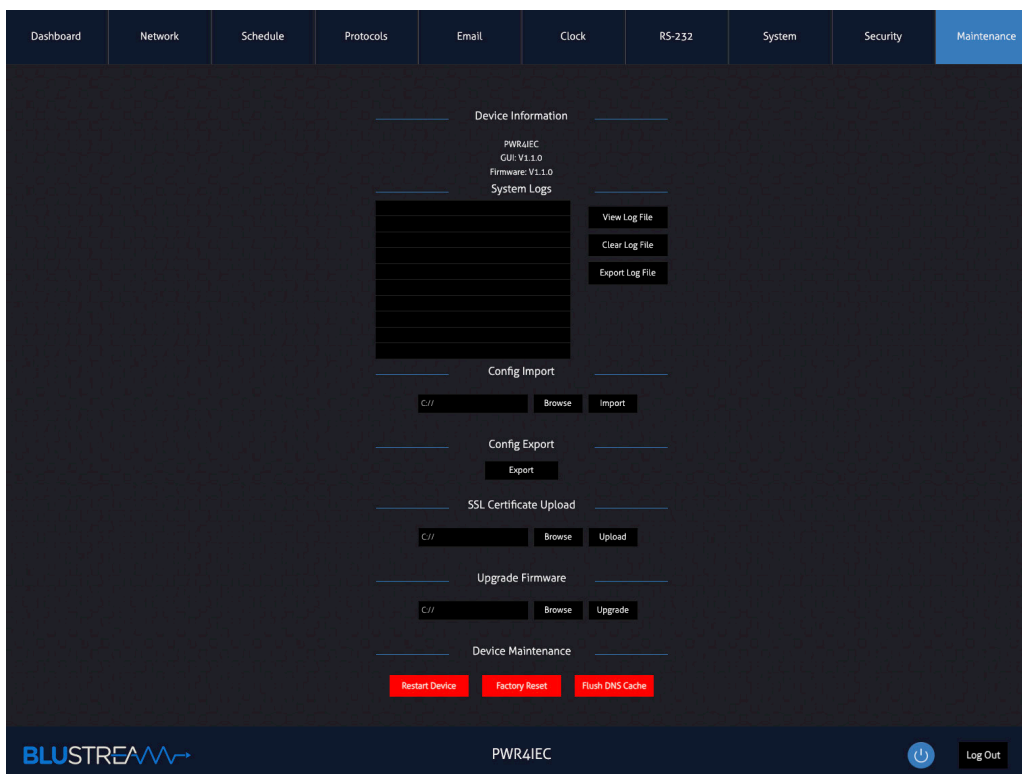 Dashboard Network Schedule Protocols Email Clock RS-232 System Security Maintenance
Device Information
PWR4IEC
GUI: V1.1.0
Firmware: V1.1.0
System Logs
View Log File
Clear Log File
Export Log File
Config Import
C:// Browse Import
Config Export
Export
SSL Certificate Upload
C:// Browse Upload
Upgrade Firmware
C:// Browse Upgrade
Device Maintenance
Restart Device Factory Reset Flush DNS Cache
BLUSTREAM PWR4IEC Log Out